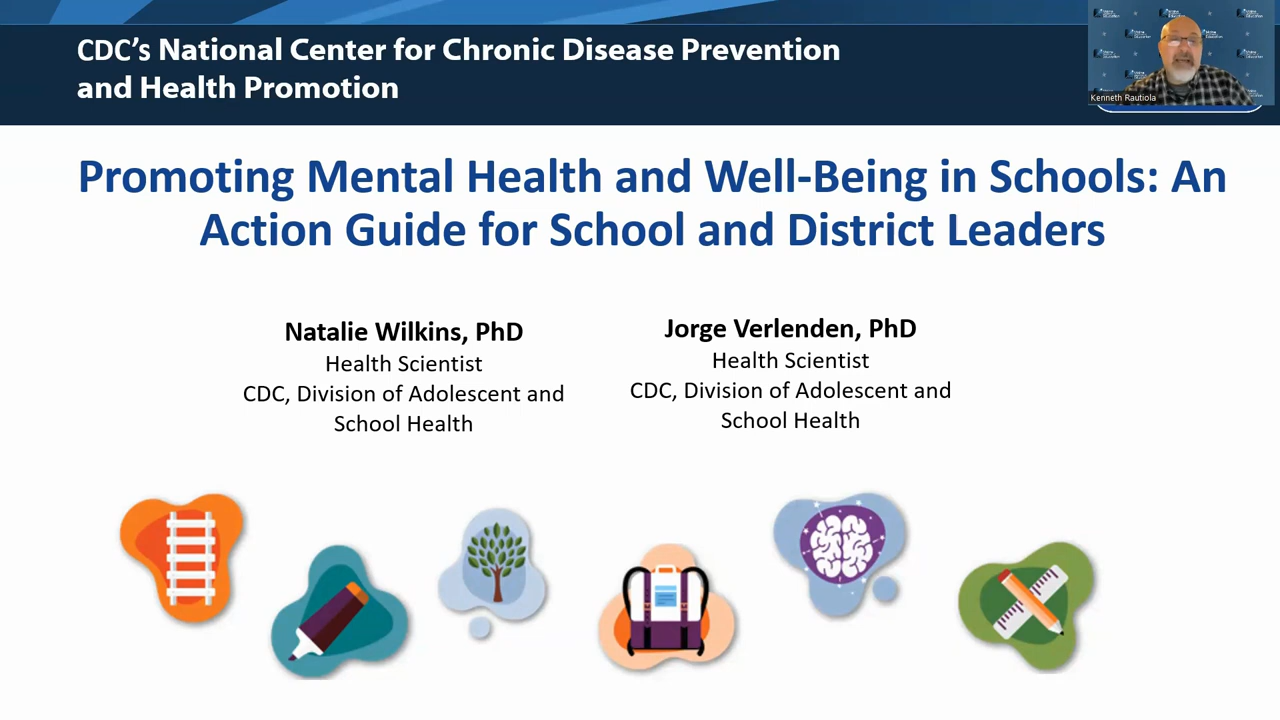 CDC's National Center for Chronic Disease Prevention
and Health Promotion
Kenneth Rautiola
Promoting Mental Health and Well-Being in Schools: An
Action Guide for School and District Leaders
Natalie Wilkins, PhD
Health Scientist
CDC, Division of Adolescent and
School Health
Jorge Verlenden, PhD
Health Scientist
CDC, Division of Adolescent and
School Health